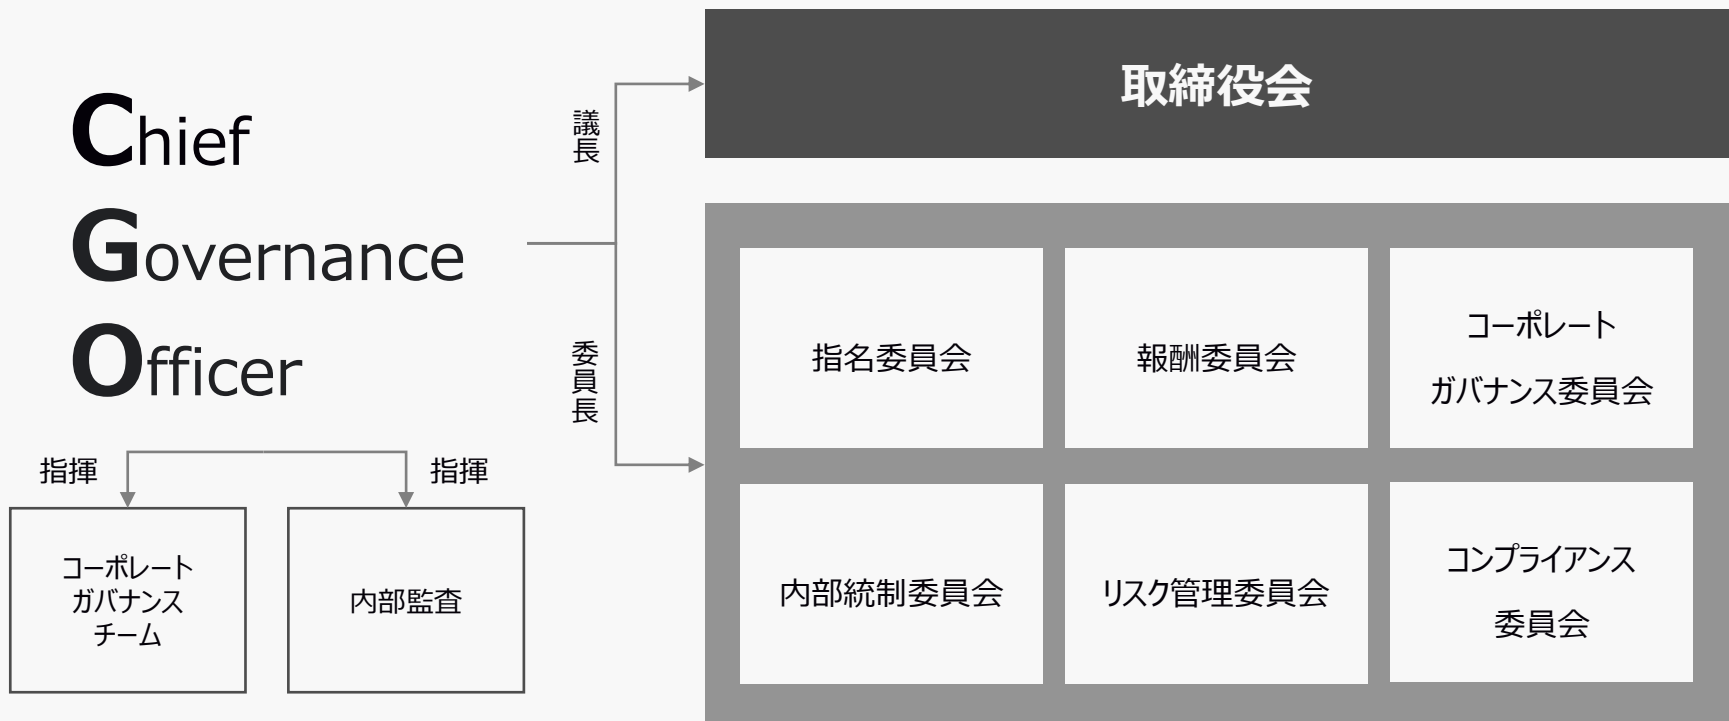 Chief
Governance
Officer
指揮
指揮
コーポレート
ガバナンス
チーム
内部監査
議長
委員長
取締役会
指名委員会
報酬委員会
コーポレート
ガバナンス委員会
内部統制委員会
リスク管理委員会
コンプライアンス
委員会